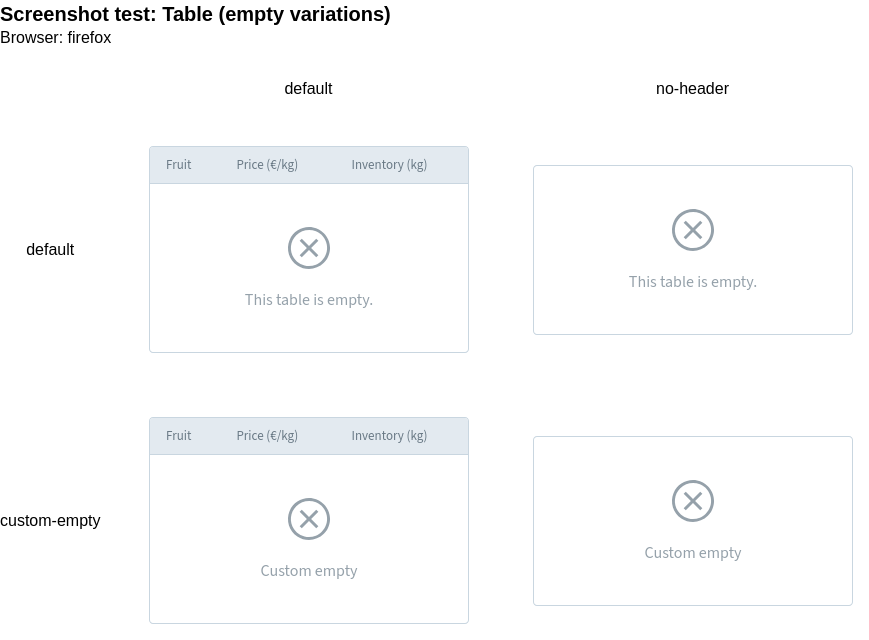 Screenshot test: Table (empty variations)
Browser: firefox
default
no-header
default
Fruit Price (€/kg) Inventory (kg)
This table is empty.
This table is empty.
custom-empty
Fruit Price (€/kg) Inventory (kg)
Custom empty
Custom empty